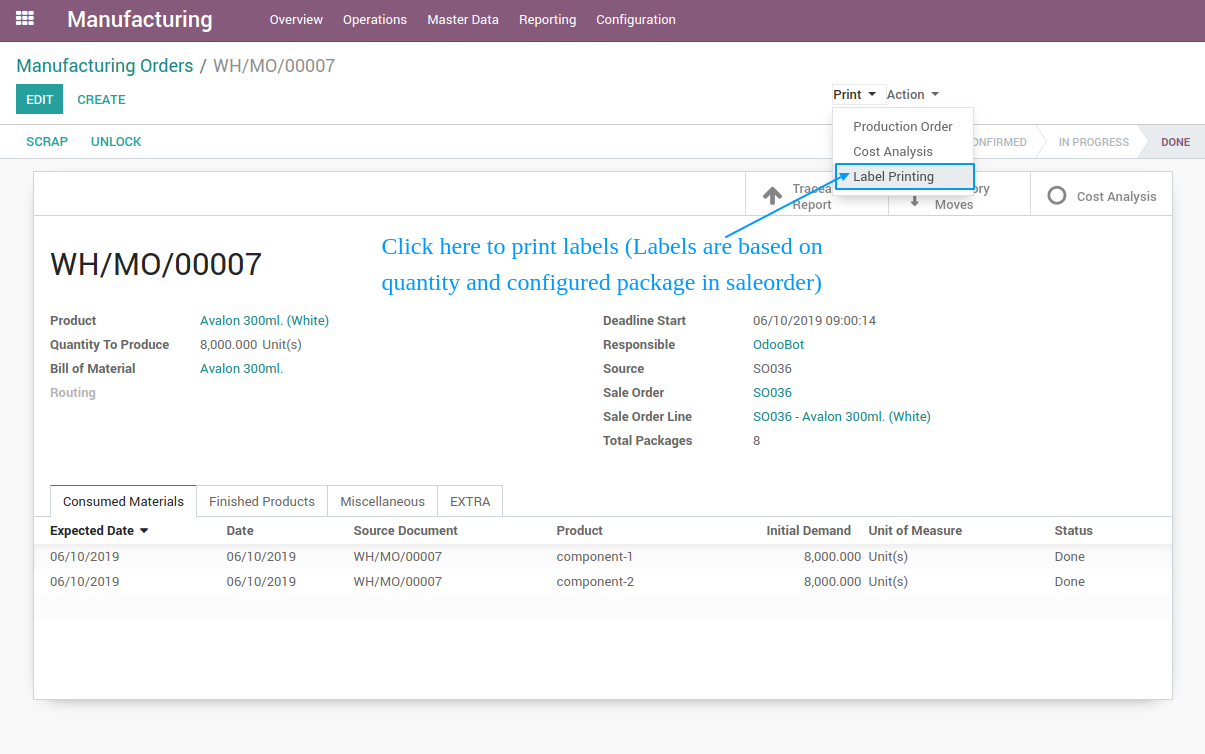 Manufacturing Overview Operations Master Data Reporting Configuration
Manufacturing Orders / WH/MO/00007
EDIT CREATE Print Action
Production Order
SCRAP UNLOCK IN PROGRESS DONE
Cost Analysis
Label Printing
Report Moves Cost Analysis
Click here to print labels (Labels are based on
quantity and configured package in saleorder)
WH/MO/00007
Product Avalon 300ml. (White) Deadline Start 06/10/2019 09:00:14
Quantity To Produce 8,000.000 Unit(s) Responsible OdooBot
Bill of Material Avalon 300ml. Source SO036
Routing Sale Order SO036
Sale Order Line SO036 - Avalon 300ml. (White)
Total Packages 8
Consumed Materials Finished Products Miscellaneous EXTRA
Expected Date Date Source Document Product Initial Demand Unit of Measure Status
06/10/2019 06/10/2019 WH/MO/00007 component-1 8,000.000 Unit(s) Done
06/10/2019 06/10/2019 WH/MO/00007 component-2 8,000.000 Unit(s) Done